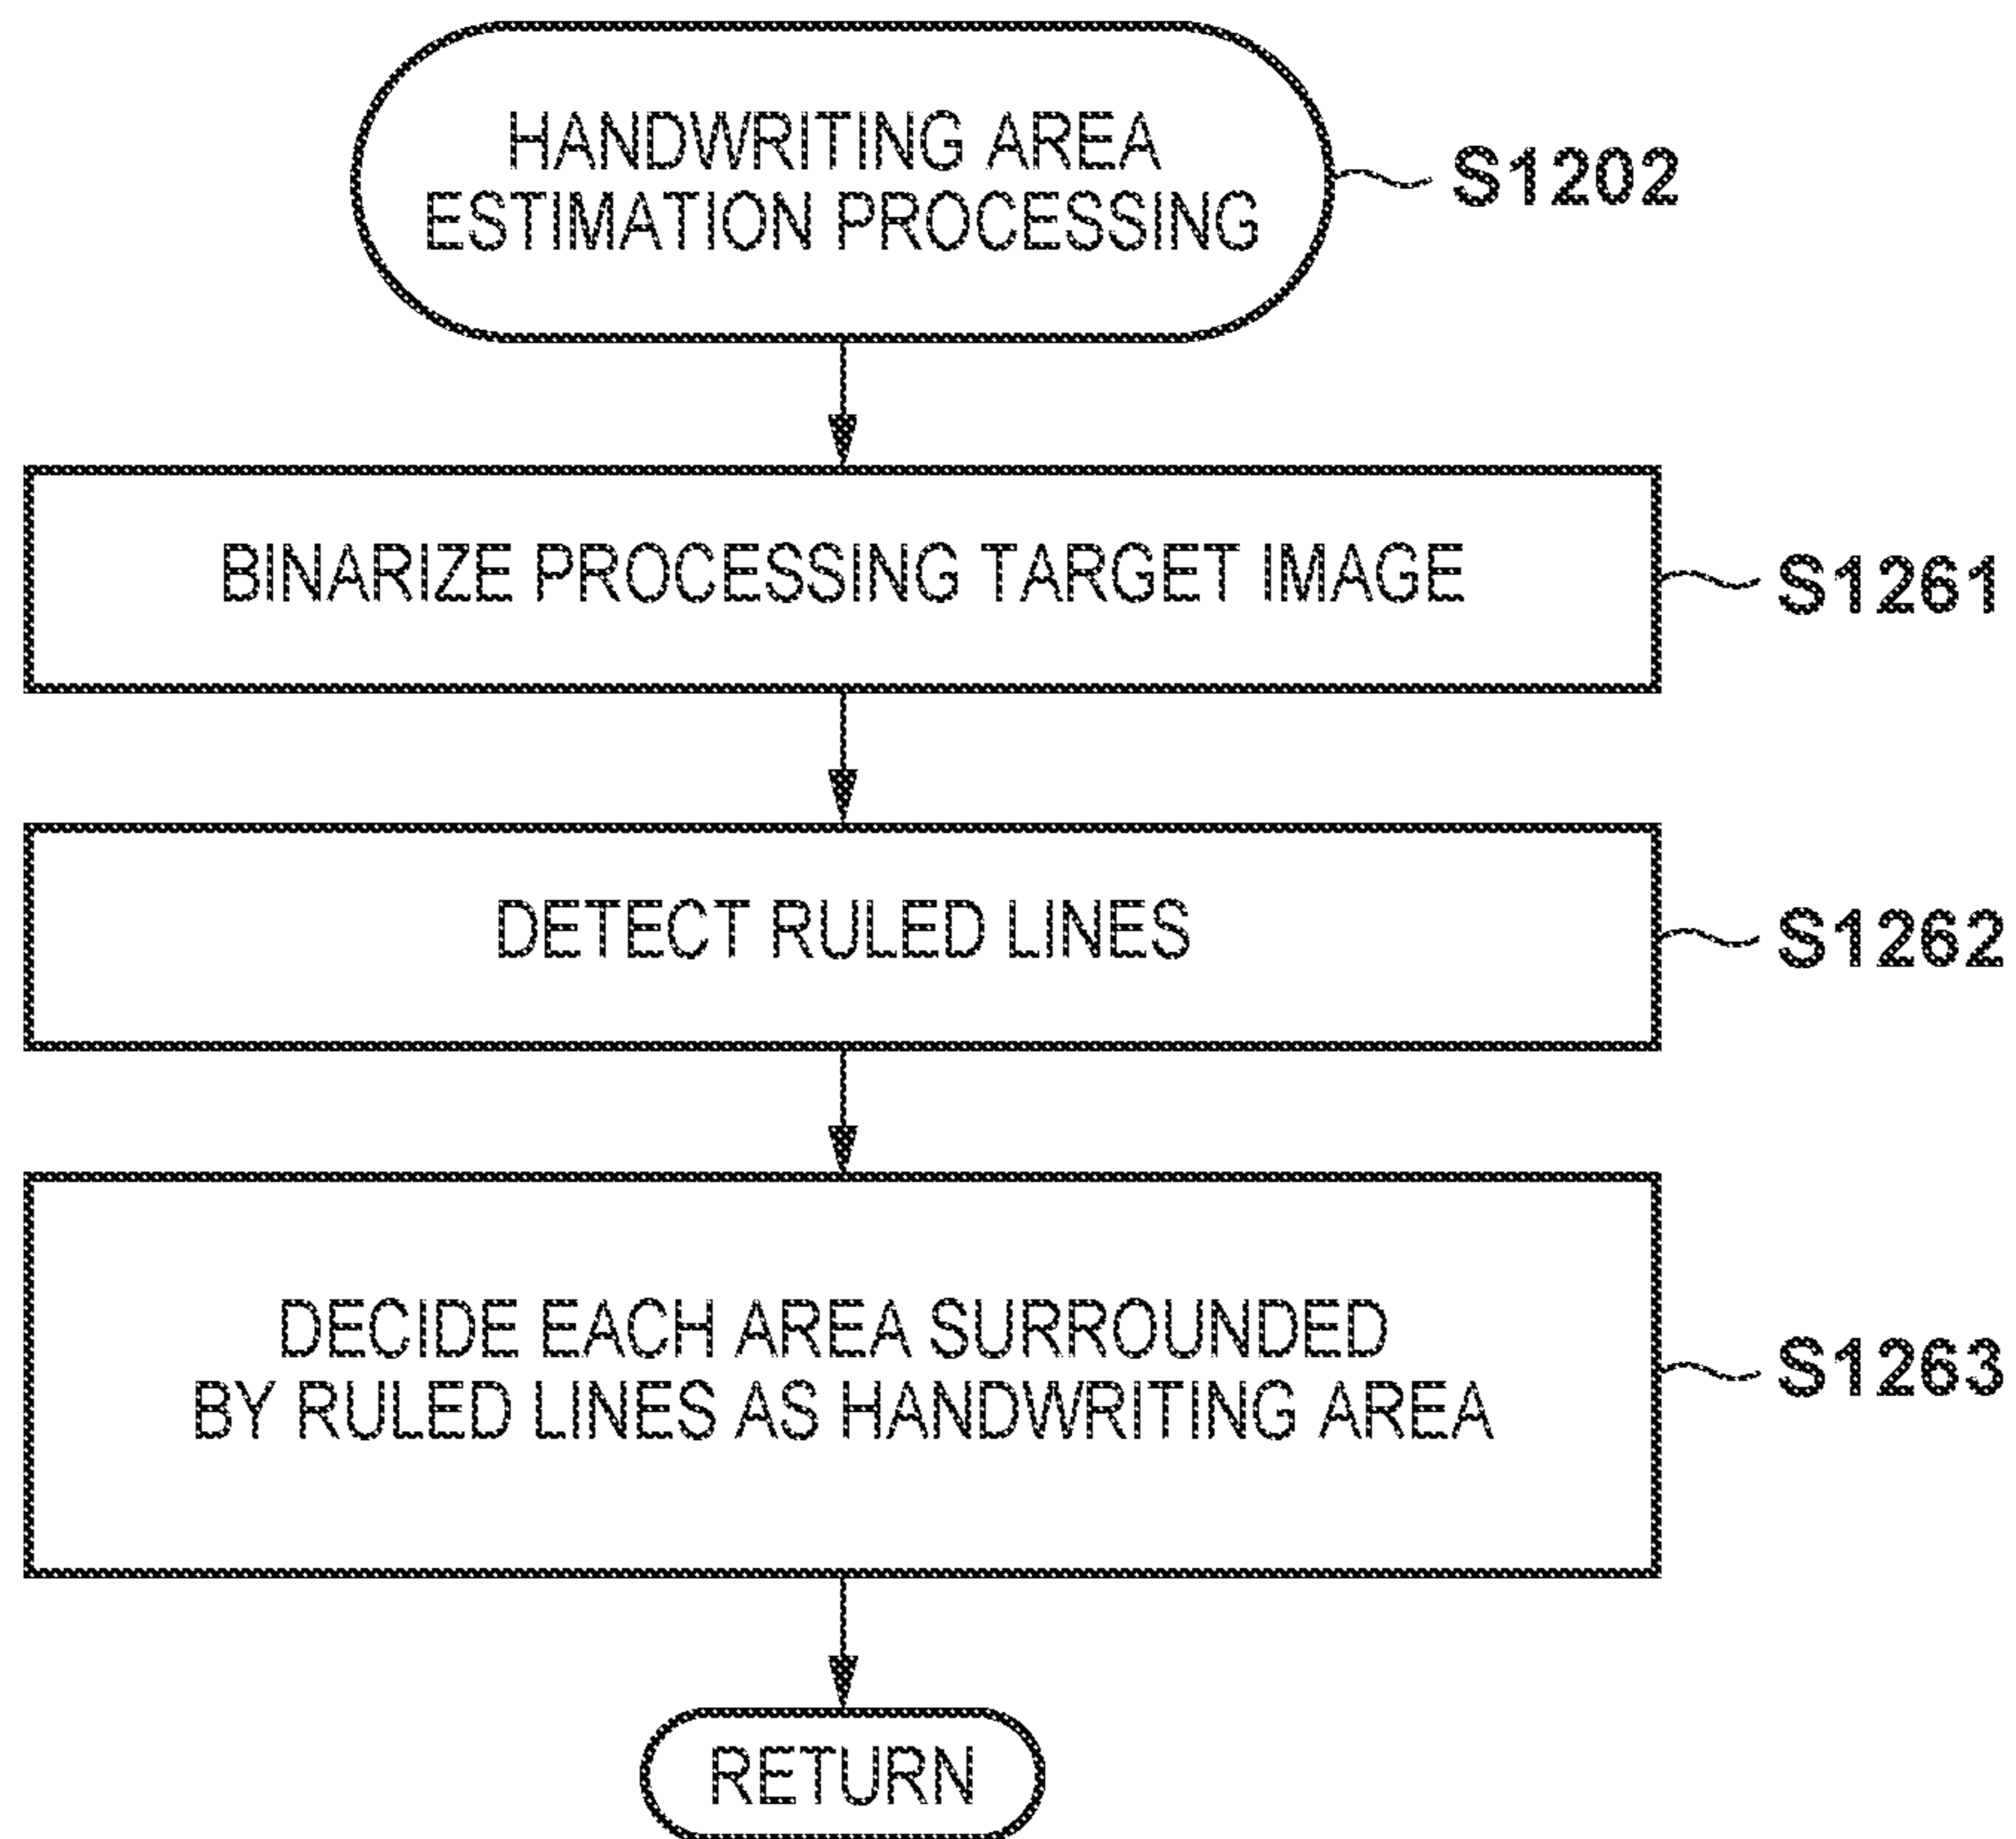 HANDWRITING AREA
ESTIMATION PROCESSING
S1202
BINARIZE PROCESSING TARGET IMAGE
S1261
DETECT RULED LINES
S1262
DECIDE EACH AREA SURROUNDED
BY RULED LINES AS HANDWRITING AREA
S1263
RETURN